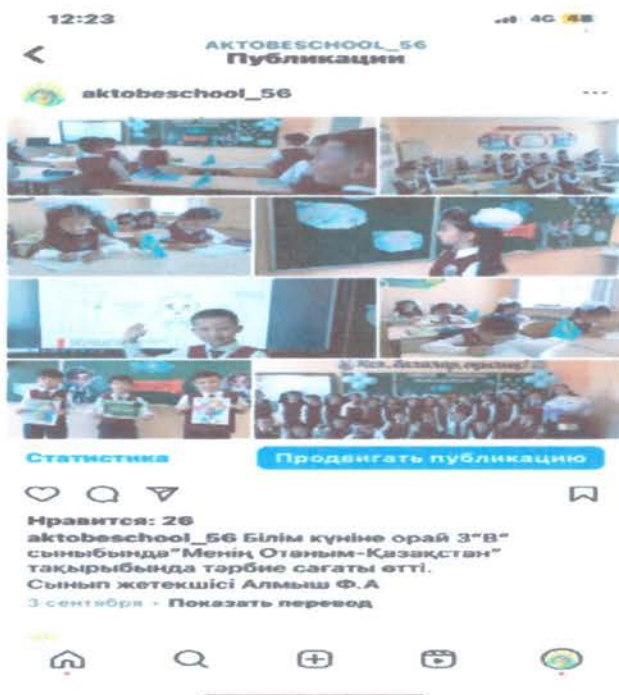 12:23
4G 48
AKTOBESCHOOL_56
Публикации
aktobeschool_56
Статистика
Продвигать публикацию
Нравится: 26
aktobeschool_56 Білім күніне орай 3"В"
сыныбында"Менің Отаным-Қазақстан"
тақырыбында тәрбие сағаты өтті.
Сынып жетекшісі Алмыш Ф.А
3 сентября · Показать перевод